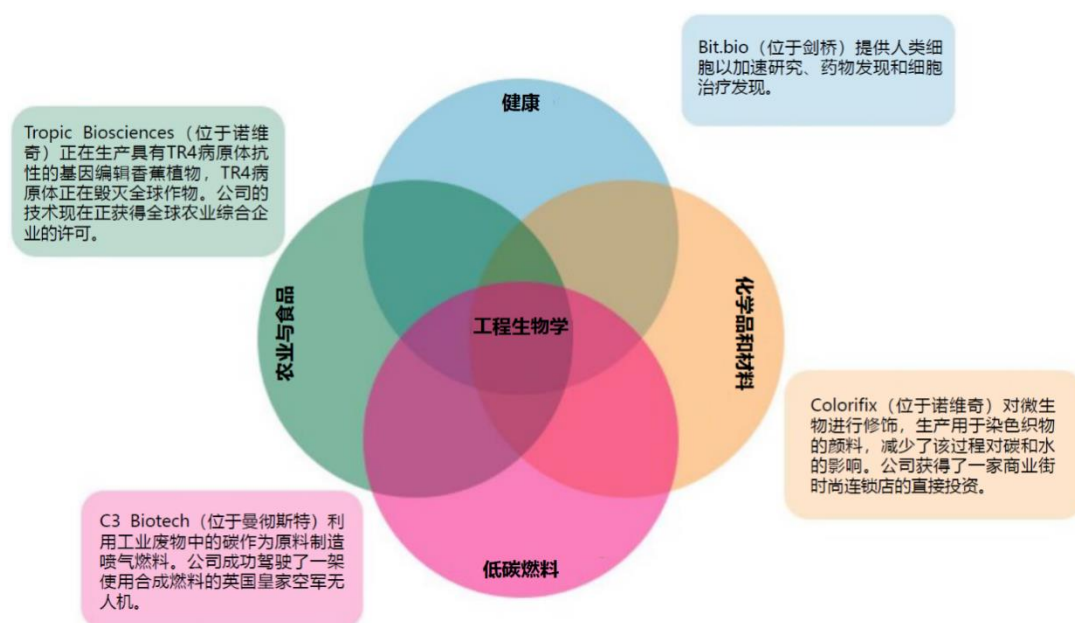 Bit.bio（位于剑桥）提供人类细
胞以加速研究、药物发现和细胞
治疗发现。
健康
Tropic Biosciences（位于诺维
奇）正在生产具有TR4病原体抗
性的基因编辑香蕉植物，TR4病
原体正在毁灭全球作物。公司的
技术现在正获得全球农业综合企
业的许可。
农业与食品
工程生物学
化学品和材料
Colorifix（位于诺维奇）对微生
物进行修饰，生产用于染色织物
的颜料，减少了该过程对碳和水
的影响。公司获得了一家商业街
时尚连锁店的直接投资。
C3 Biotech（位于曼彻斯特）利
用工业废物中的碳作为原料制造
喷气燃料。公司成功驾驶了一架
使用合成燃料的英国皇家空军无
人机。
低碳燃料